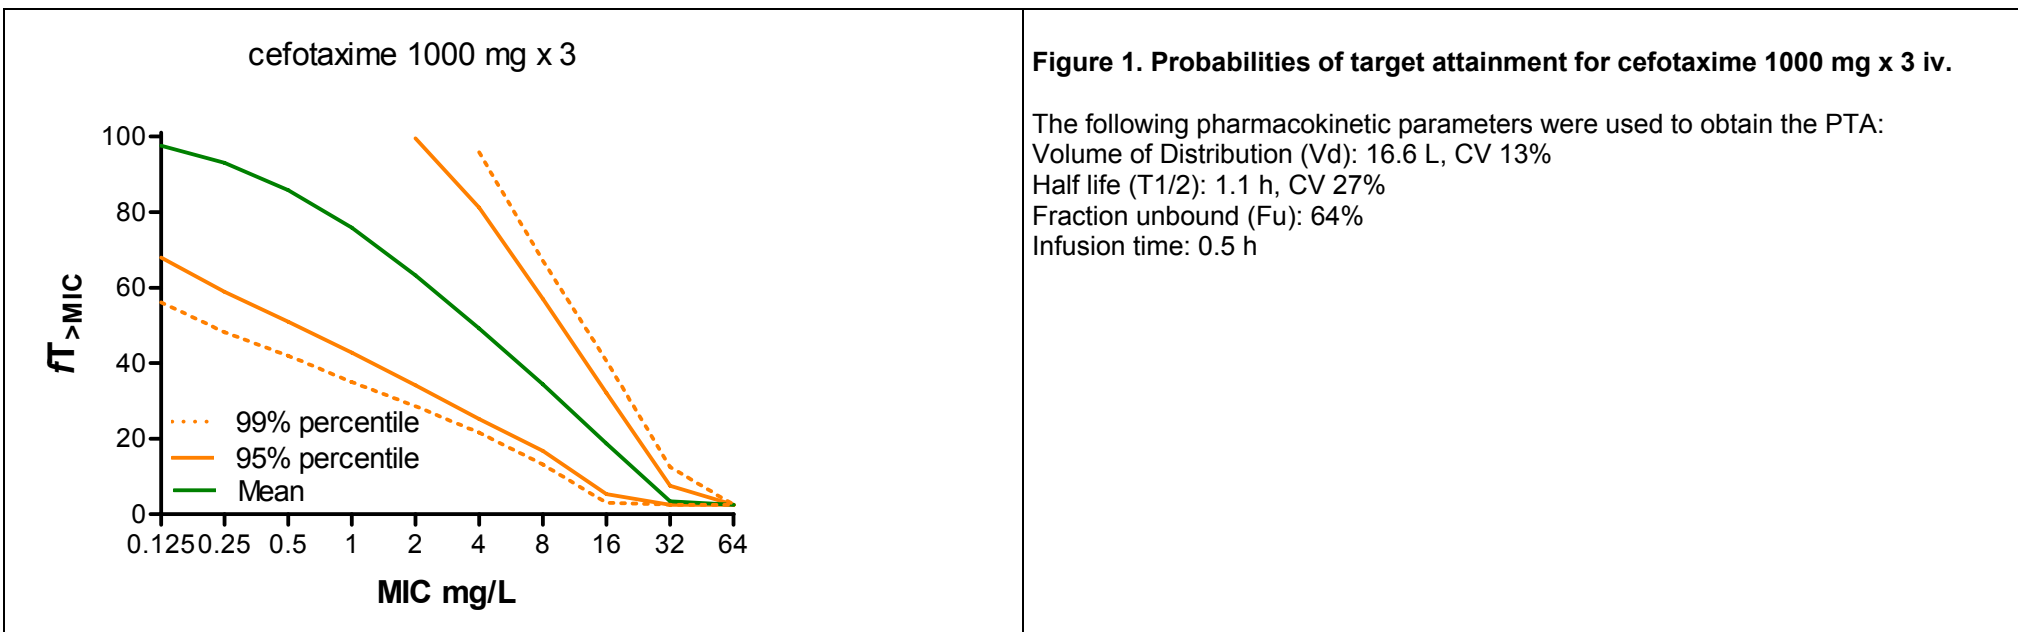 cefotaxime 1000 mg x 3
100
80
60
40
20
0
fT>MIC
99% percentile
95% percentile
Mean
0.125 0.25 0.5 1 2 4 8 16 32 64
MIC mg/L
Figure 1. Probabilities of target attainment for cefotaxime 1000 mg x 3 iv.
The following pharmacokinetic parameters were used to obtain the PTA:
Volume of Distribution (Vd): 16.6 L, CV 13%
Half life (T1/2): 1.1 h, CV 27%
Fraction unbound (Fu): 64%
Infusion time: 0.5 h